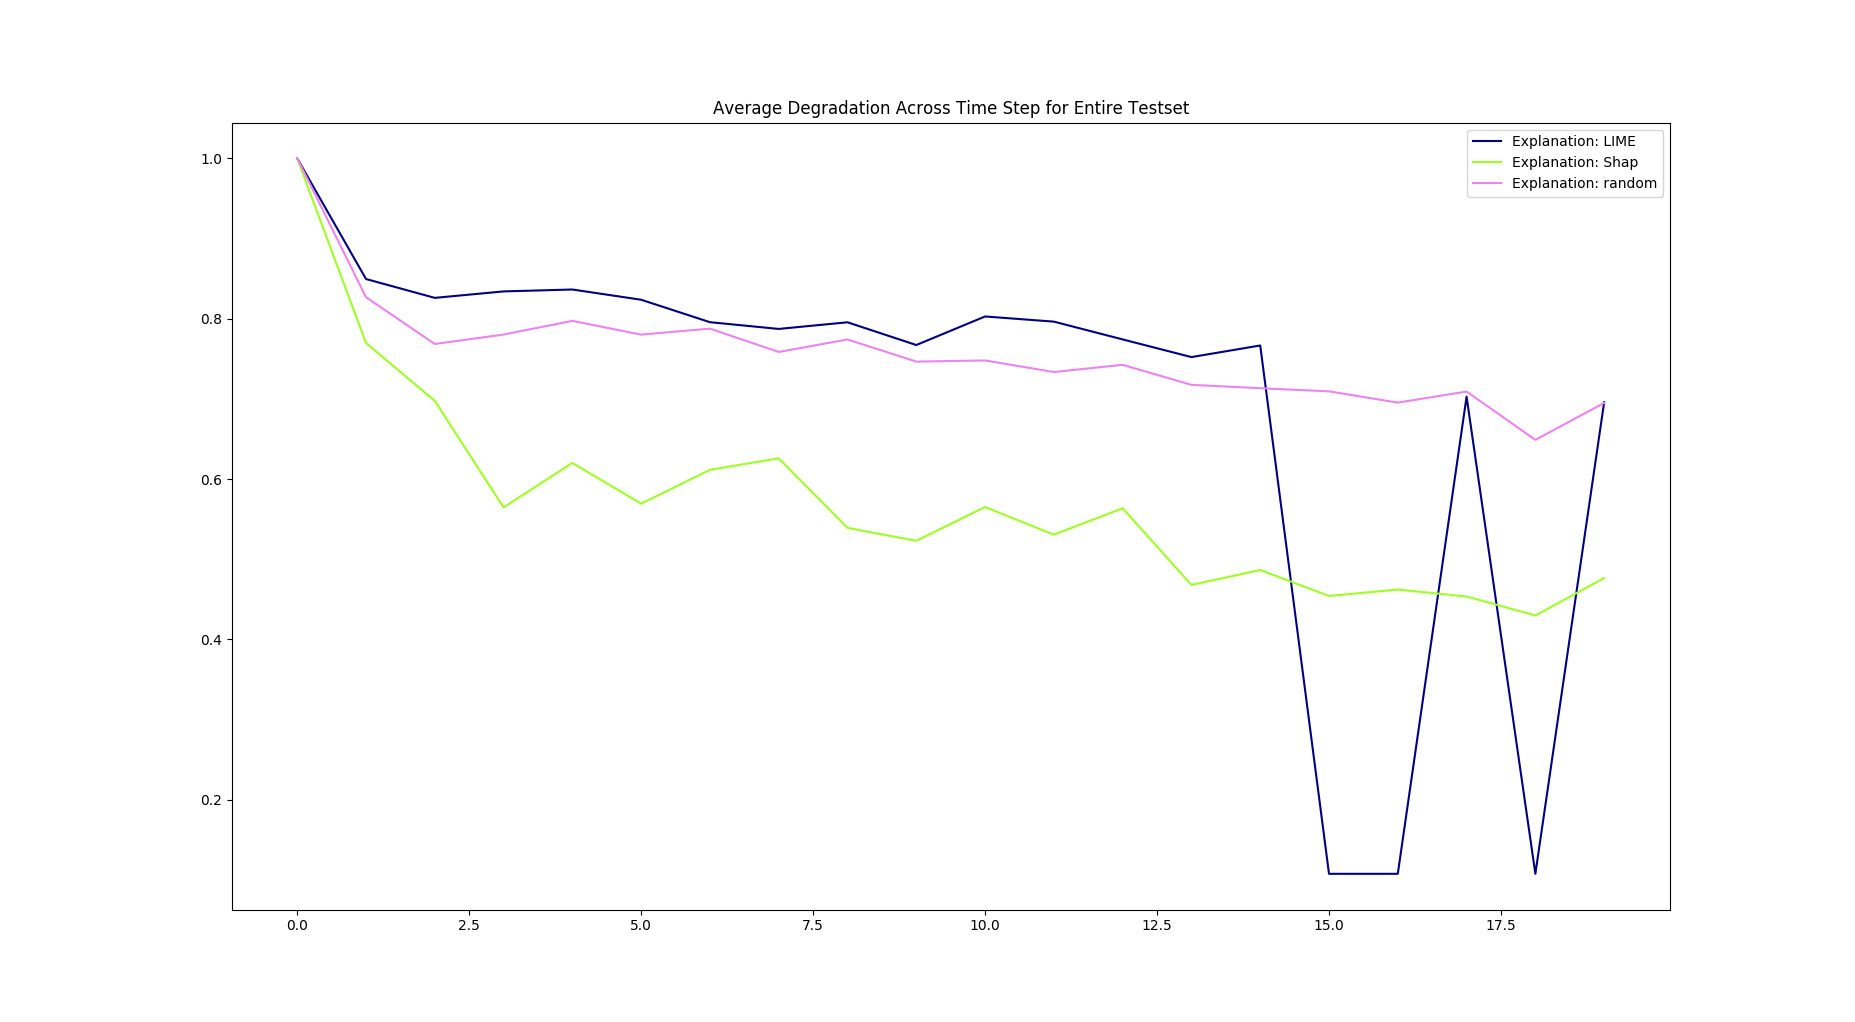 Average Degradation Across Time Step for Entire Testset
Explanation: LIME
Explanation: Shap
Explanation: random
1.0
0.8
0.6
0.4
0.2
0.0 2.5 5.0 7.5 10.0 12.5 15.0 17.5